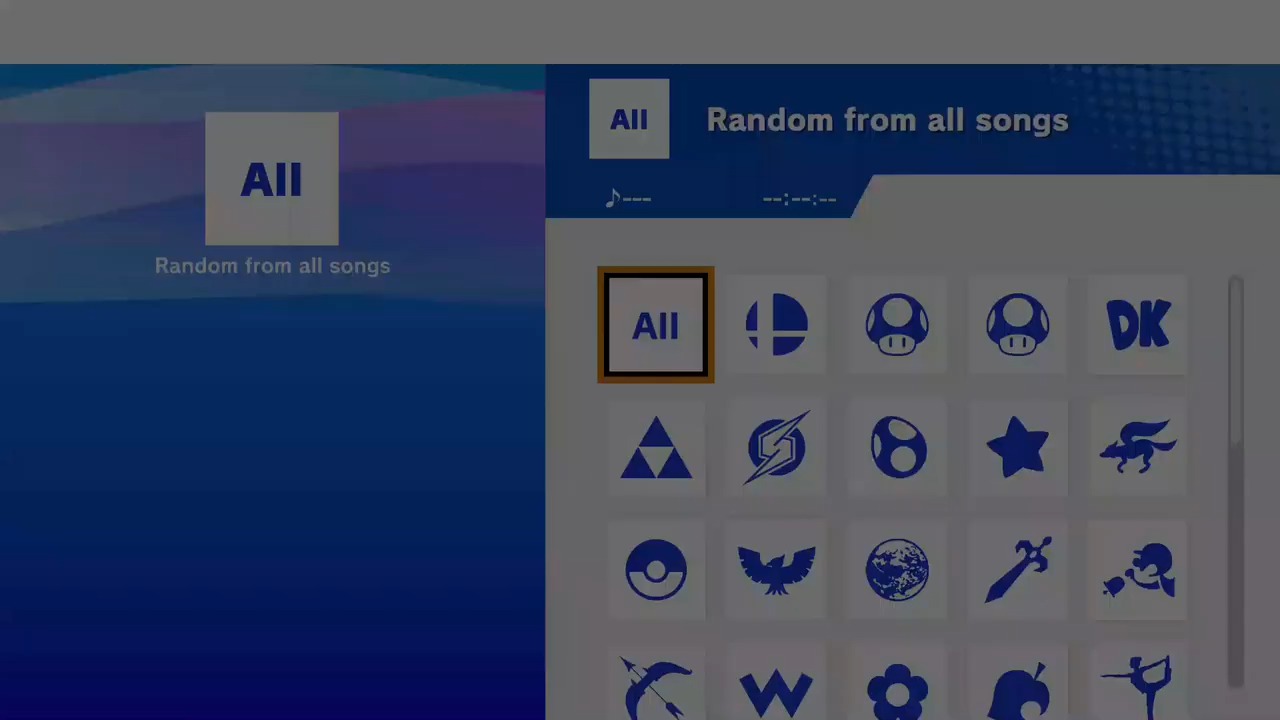 All
Random from all songs
All
Random from all songs
♪--- --:--:--
All
DK